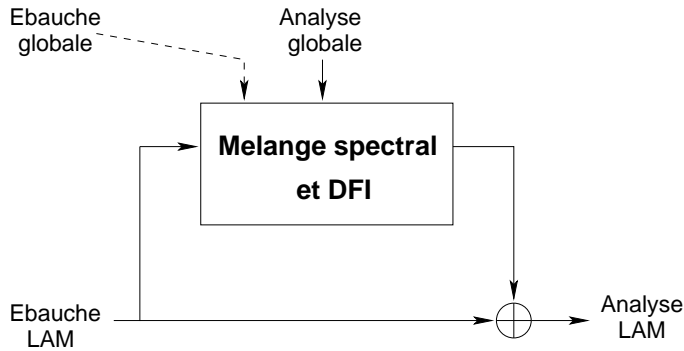 Ebauche
globale
Analyse
globale
Melange spectral
et DFI
Ebauche
LAM
Analyse
LAM